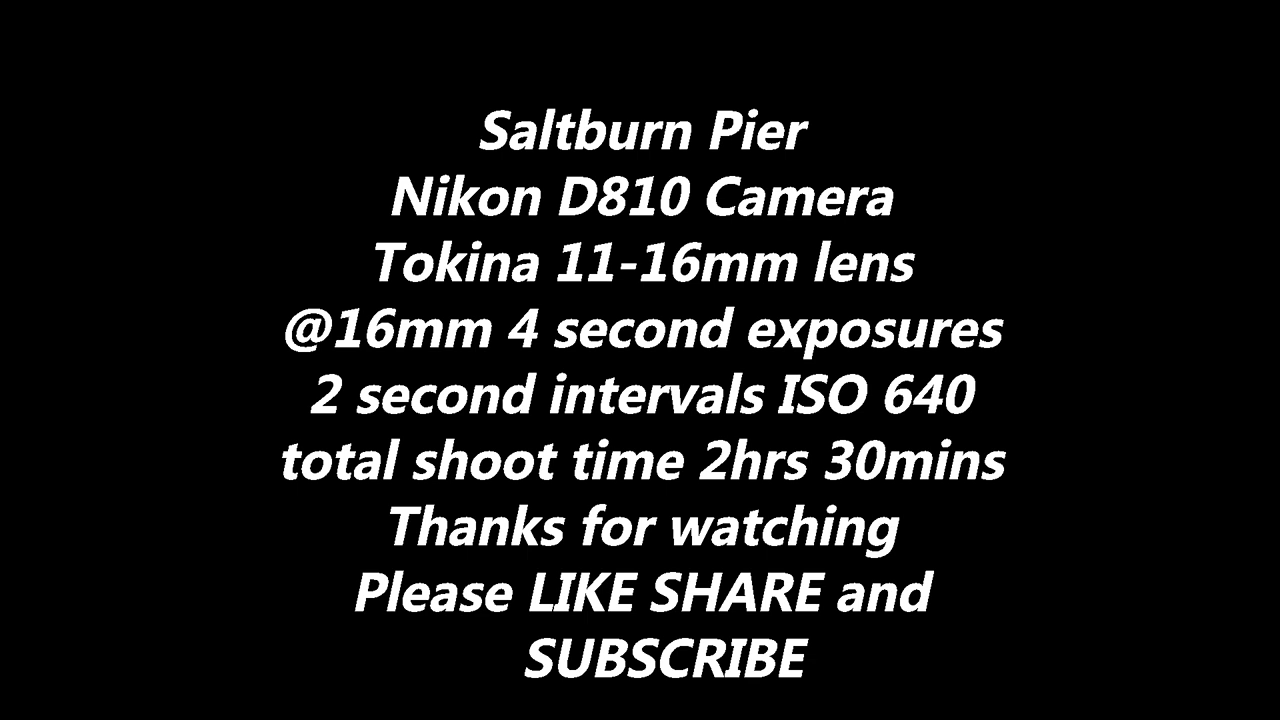 Saltburn Pier
Nikon D810 Camera
Tokina 11-16mm lens
@16mm 4 second exposures
2 second intervals ISO 640
total shoot time 2hrs 30mins
Thanks for watching
Please LIKE SHARE and
SUBSCRIBE